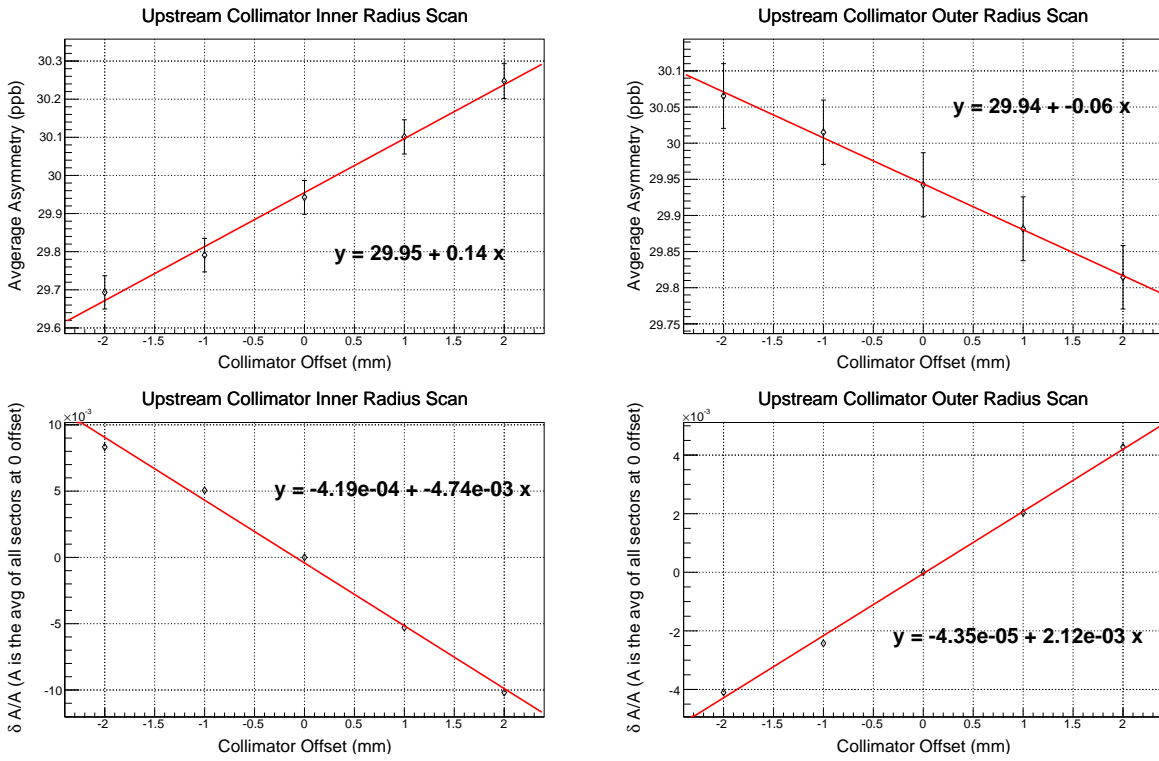 Upstream Collimator Inner Radius Scan
Avgerage Asymmetry (ppb)
30.3
30.2
30.1
30
29.9
29.8
29.7
29.6
y = 29.95 + 0.14 x
-2 -1.5 -1 -0.5 0 0.5 1 1.5 2
Collimator Offset (mm)
Upstream Collimator Outer Radius Scan
Avgerage Asymmetry (ppb)
30.1
30.05
30
29.95
29.9
29.85
29.8
29.75
y = 29.94 + -0.06 x
-2 -1.5 -1 -0.5 0 0.5 1 1.5 2
Collimator Offset (mm)
Upstream Collimator Inner Radius Scan
δ A/A (A is the avg of all sectors at 0 offset)
×10⁻³
10
5
0
-5
-10
y = -4.19e-04 + -4.74e-03 x
-2 -1.5 -1 -0.5 0 0.5 1 1.5 2
Collimator Offset (mm)
Upstream Collimator Outer Radius Scan
δ A/A (A is the avg of all sectors at 0 offset)
×10⁻³
4
2
0
-2
-4
y = -4.35e-05 + 2.12e-03 x
-2 -1.5 -1 -0.5 0 0.5 1 1.5 2
Collimator Offset (mm)